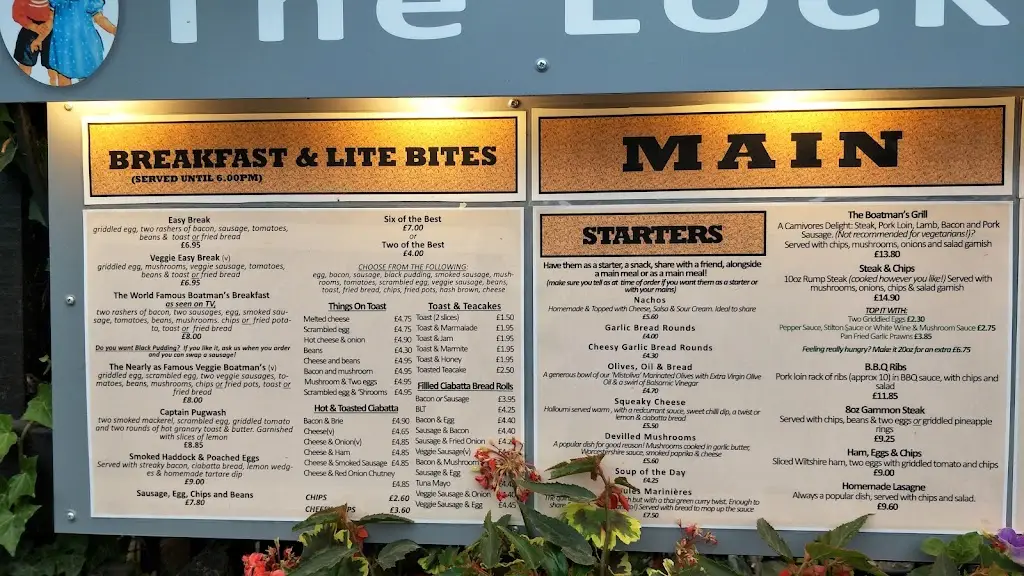 The Lock
BREAKFAST & LITE BITES
(SERVED UNTIL 6.00PM)
Easy Break
griddled egg, two rashers of bacon, sausage, tomatoes,
beans & toast or fried bread
£6.95
Veggie Easy Break (v)
griddled egg, mushrooms, veggie sausage, tomatoes,
beans & toast or fried bread
£6.95
The World Famous Boatman's Breakfast
as seen on TV,
two rashers of bacon, two sausages, egg, smoked sau-
sage, tomatoes, beans, mushrooms. chips or fried pota-
to, toast or fried bread
£8.00
Do you want Black Pudding? If you like it, ask us when you order
and you can swap a sausage!
The Nearly as Famous Veggie Boatman's (v)
griddled egg, scrambled egg, two veggie sausages, to-
matoes, beans, mushrooms, chips or fried pots, toast or
fried bread
£8.00
Captain Pugwash
two smoked mackerel, scrambled egg, griddled tomato
and two rounds of hot granary toast & butter. Garnished
with slices of lemon
£8.85
Smoked Haddock & Poached Eggs
Served with streaky bacon, ciabatta bread, lemon wedg-
es & homemade tartare dip
£9.00
Sausage, Egg, Chips and Beans
£7.80
Six of the Best
£7.00
or
Two of the Best
£4.00
CHOOSE FROM THE FOLLOWING:
egg, bacon, sausage, black pudding, smoked sausage, mush-
rooms, tomatoes, scrambled egg, veggie sausage, beans,
toast, fried bread, chips, fried pots, hash brown, cheese
Things On Toast
Melted cheese £4.75
Scrambled egg £4.75
Hot cheese & onion £4.90
Beans £4.30
Cheese and beans £4.95
Bacon and mushroom £4.95
Mushroom & Two eggs £4.95
Scrambled egg & 'Shrooms £4.95
Hot & Toasted Ciabatta
Bacon & Brie £4.90
Cheese(v) £4.65
Cheese & Onion(v) £4.85
Cheese & Ham £4.85
Cheese & Smoked Sausage £4.85
Cheese & Red Onion Chutney
£4.85
CHIPS £2.60
CHEESY CHIPS £3.60
Toast & Teacakes
Toast (2 slices) £1.50
Toast & Marmalade £1.95
Toast & Jam £1.95
Toast & Marmite £1.95
Toast & Honey £1.95
Toasted Teacake £2.50
Fillled Ciabatta Bread Rolls
Bacon or Sausage £3.95
BLT £4.25
Bacon & Egg £4.40
Sausage & Bacon £4.40
Sausage & Fried Onion
Veggie Sausage(v)
Bacon & Mushroom
Sausage & Egg
Tuna Mayo
Veggie Sausage & Onion
Veggie Sausage & Egg £4.45
MAIN
STARTERS
Have them as a starter, a snack, share with a friend, alongside
a main meal or as a main meal!
(make sure you tell us at time of order if you want them as a starter or
with your mains)
Nachos
Homemade & Topped with Cheese, Salsa & Sour Cream. Ideal to share
£5.60
Garlic Bread Rounds
£4.00
Cheesy Garlic Bread Rounds
£4.30
Olives, Oil & Bread
A generous bowl of our 'Mistoliva' Marinated Olives with Extra Virgin Olive
Oil & a swirl of Balsamic Vinegar
£4.70
Squeaky Cheese
Halloumi served warm, with a redcurrant sauce, sweet chilli dip, a twist or
lemon & ciabatta bread
£5.50
Devilled Mushrooms
A popular dish for good reason! Mushrooms cooked in garlic butter,
Worcestershire sauce, smoked paprika & cheese
£5.60
Soup of the Day
£4.25
Marinières
but with a thai green curry twist. Enough to
Served with bread to mop up the sauce
£7.50
The Boatman's Grill
A Carnivores Delight: Steak, Pork Loin, Lamb, Bacon and Pork
Sausage. (Not recommended for vegetarians!)?
Served with chips, mushrooms, onions and salad garnish
£13.80
Steak & Chips
10oz Rump Steak (cooked however you like!) Served with
mushrooms, onions, chips & salad garnish
£14.90
TOP IT WITH:
Two Griddled Eggs £2.30
Pepper Sauce, Stilton Sauce or White Wine & Mushroom Sauce £2.75
Pan Fried Garlic Prawns £3.85
Feeling really hungry? Make it 20oz for an extra £6.75
B.B.Q Ribs
Pork loin rack of ribs (approx 10) in BBQ sauce, with chips and
salad
£11.85
8oz Gammon Steak
Served with chips, beans & two eggs or griddled pineapple
rings
£9.25
Ham, Eggs & Chips
Sliced Wiltshire ham, two eggs with griddled tomato and chips
£9.00
Homemade Lasagne
Always a popular dish, served with chips and salad.
£9.60